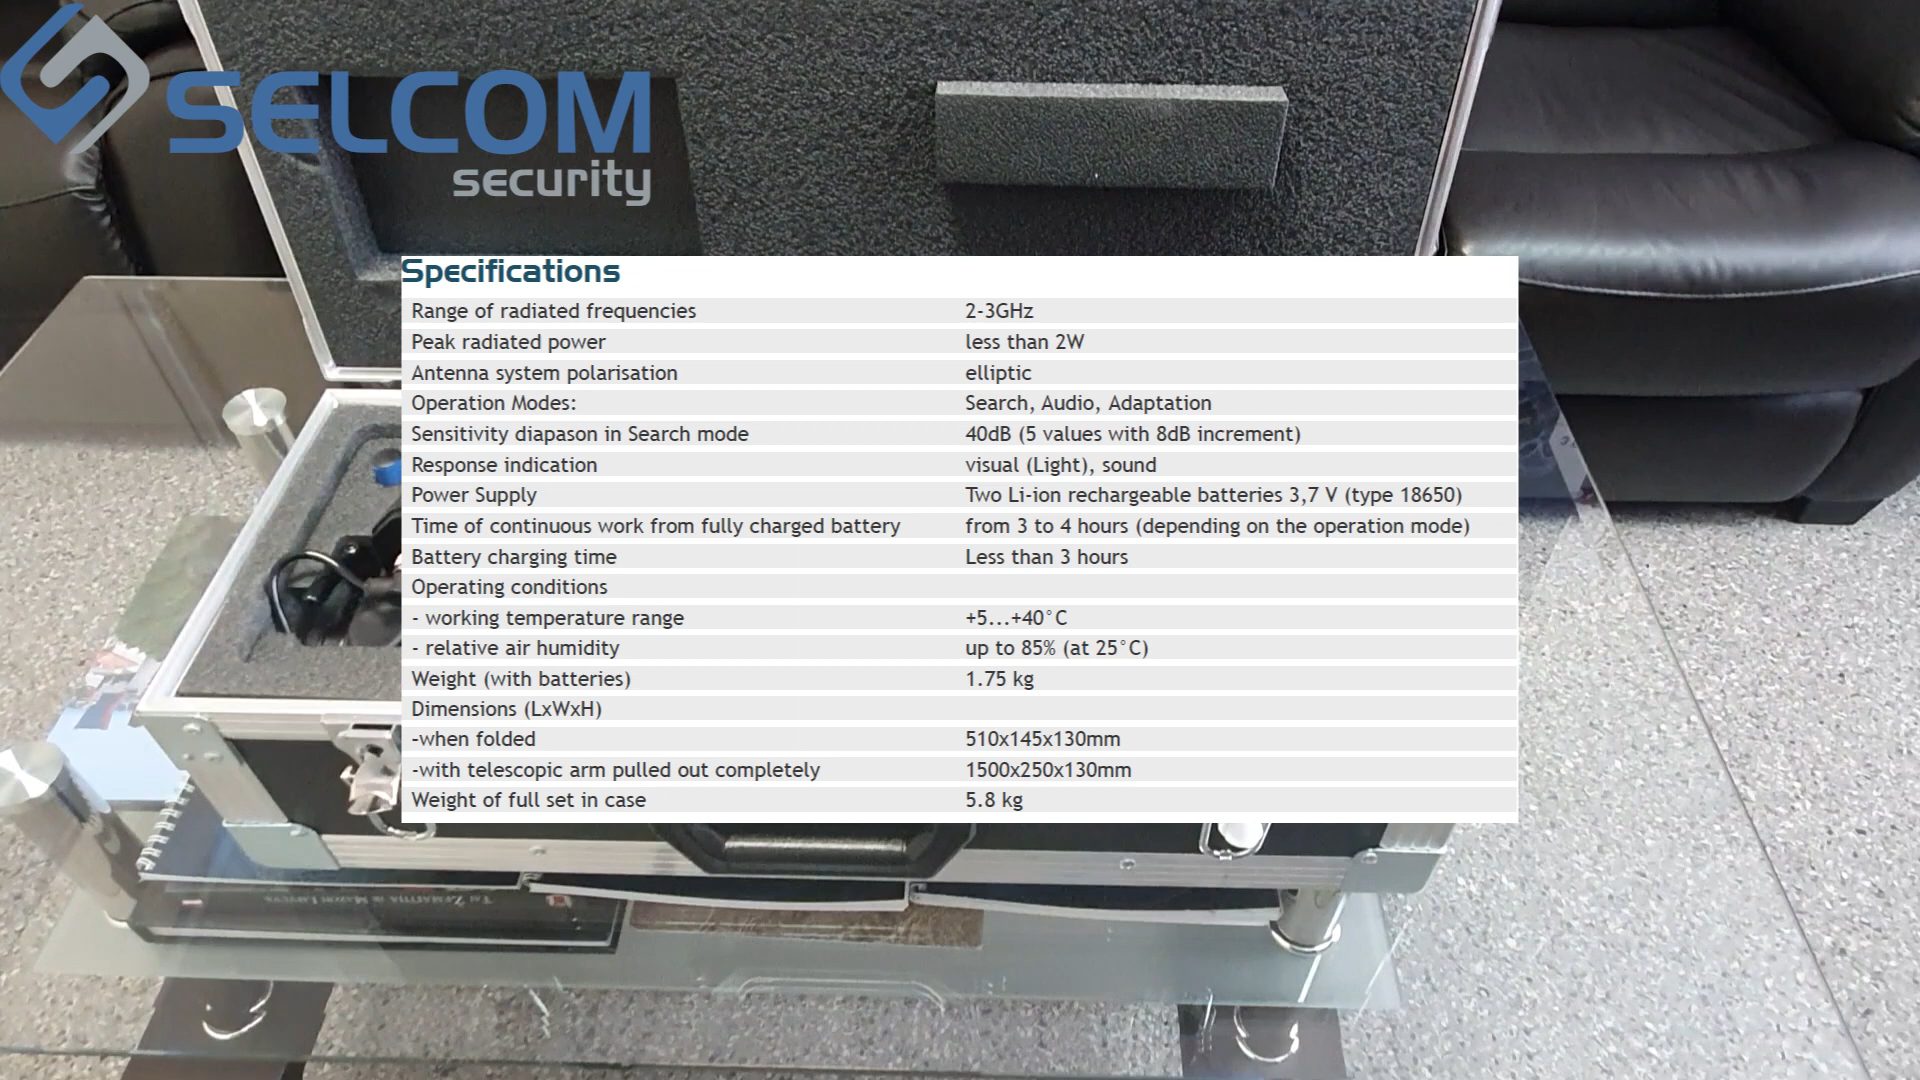 SELCOM
security
Specifications
Range of radiated frequencies 2-3GHz
Peak radiated power less than 2W
Antenna system polarisation elliptic
Operation Modes: Search, Audio, Adaptation
Sensitivity diapason in Search mode 40dB (5 values with 8dB increment)
Response indication visual (Light), sound
Power Supply Two Li-ion rechargeable batteries 3,7 V (type 18650)
Time of continuous work from fully charged battery from 3 to 4 hours (depending on the operation mode)
Battery charging time Less than 3 hours
Operating conditions
- working temperature range +5...+40°C
- relative air humidity up to 85% (at 25°C)
Weight (with batteries) 1.75 kg
Dimensions (LxWxH)
-when folded 510x145x130mm
-with telescopic arm pulled out completely 1500x250x130mm
Weight of full set in case 5.8 kg